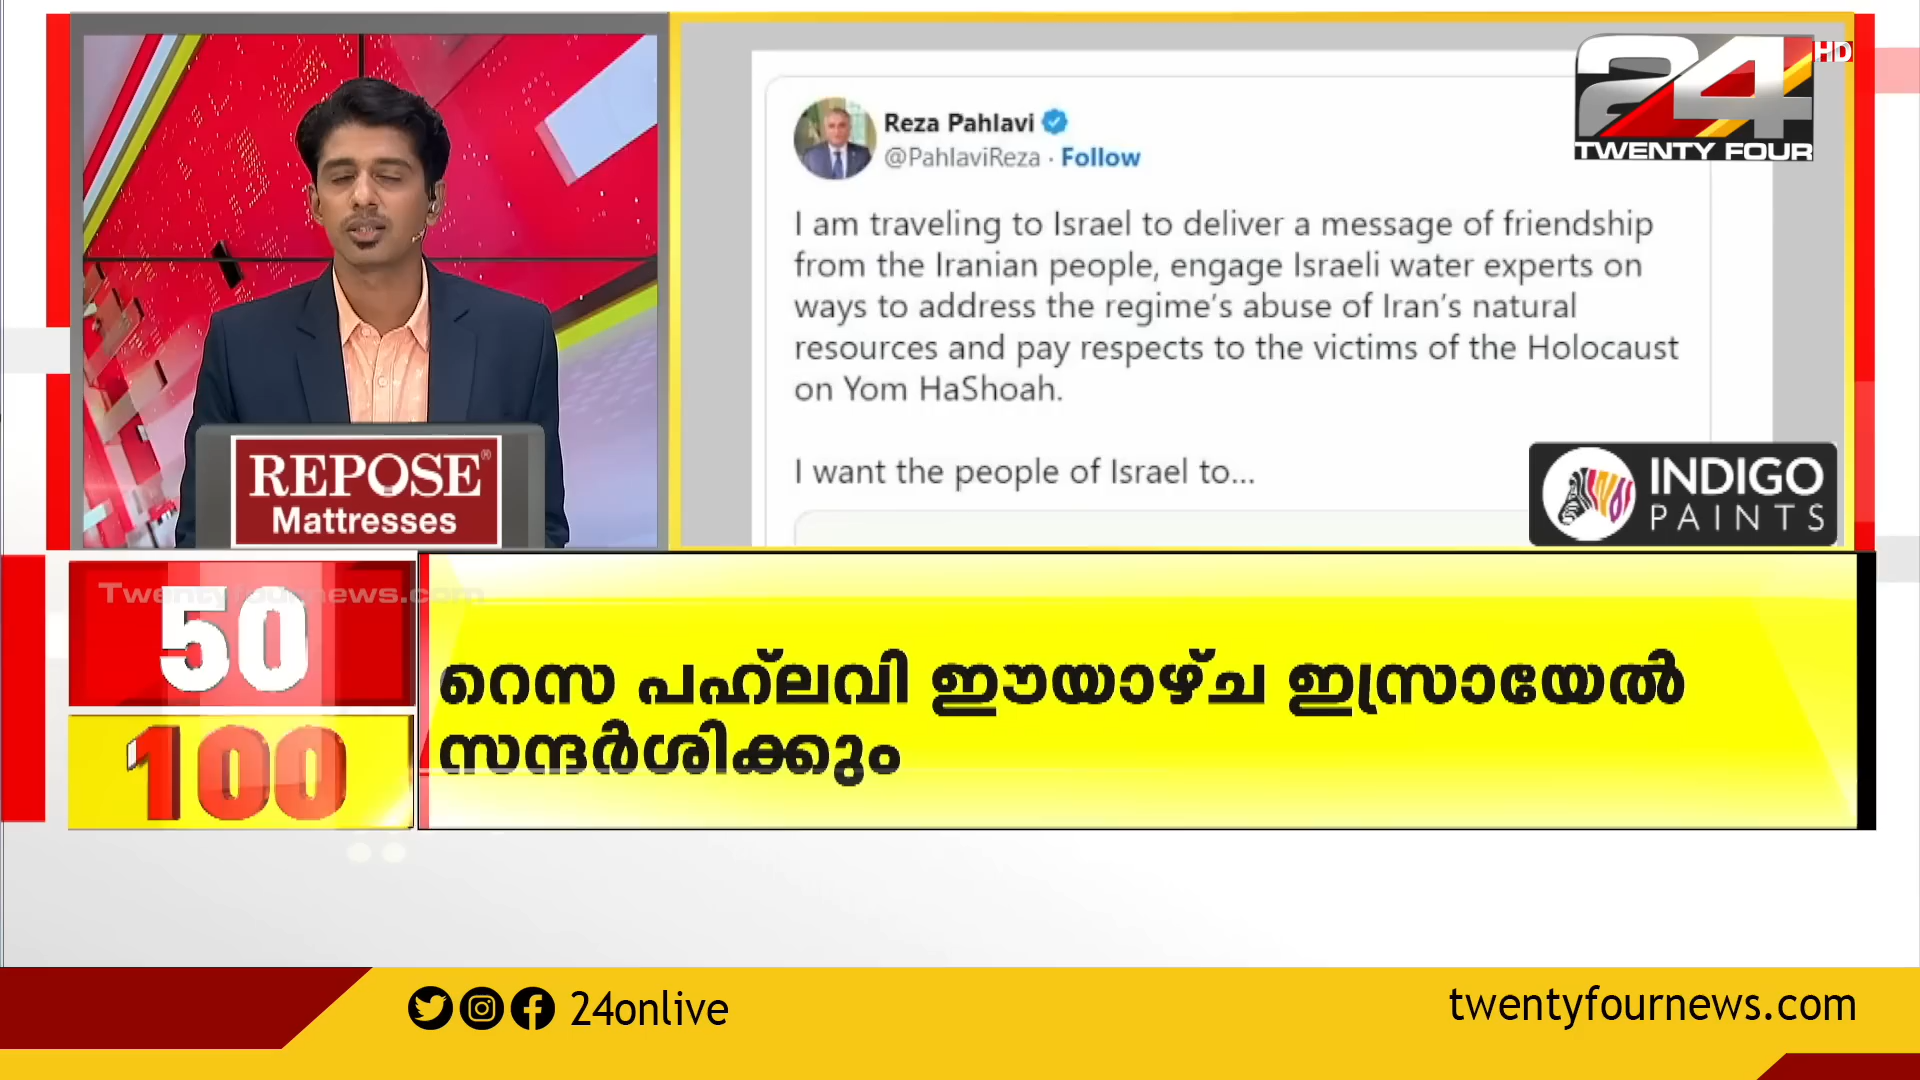 24 HD
TWENTY FOUR
Reza Pahlavi
@PahlaviReza · Follow
I am traveling to Israel to deliver a message of friendship
from the Iranian people, engage Israeli water experts on
ways to address the regime's abuse of Iran's natural
resources and pay respects to the victims of the Holocaust
on Yom HaShoah.
I want the people of Israel to...
REPOSE®
Mattresses
INDIGO
PAINTS
Twentyfournews.com
50
100
റെസ പഹ്‌ലവി ഈയാഴ്ച ഇസ്രായേൽ
സന്ദർശിക്കും
24onlive
twentyfournews.com